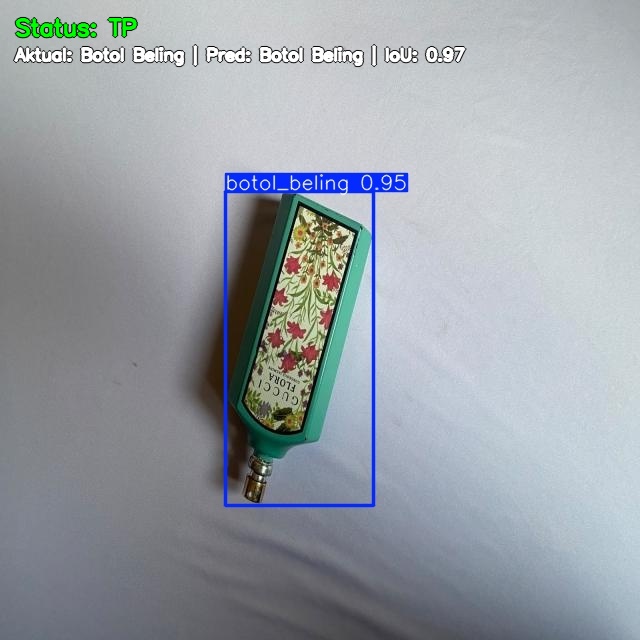 Status: TP
Aktual: Botol Beling | Pred: Botol Beling | IoU: 0.97
botol_beling 0.95
GUCCI
FLORA